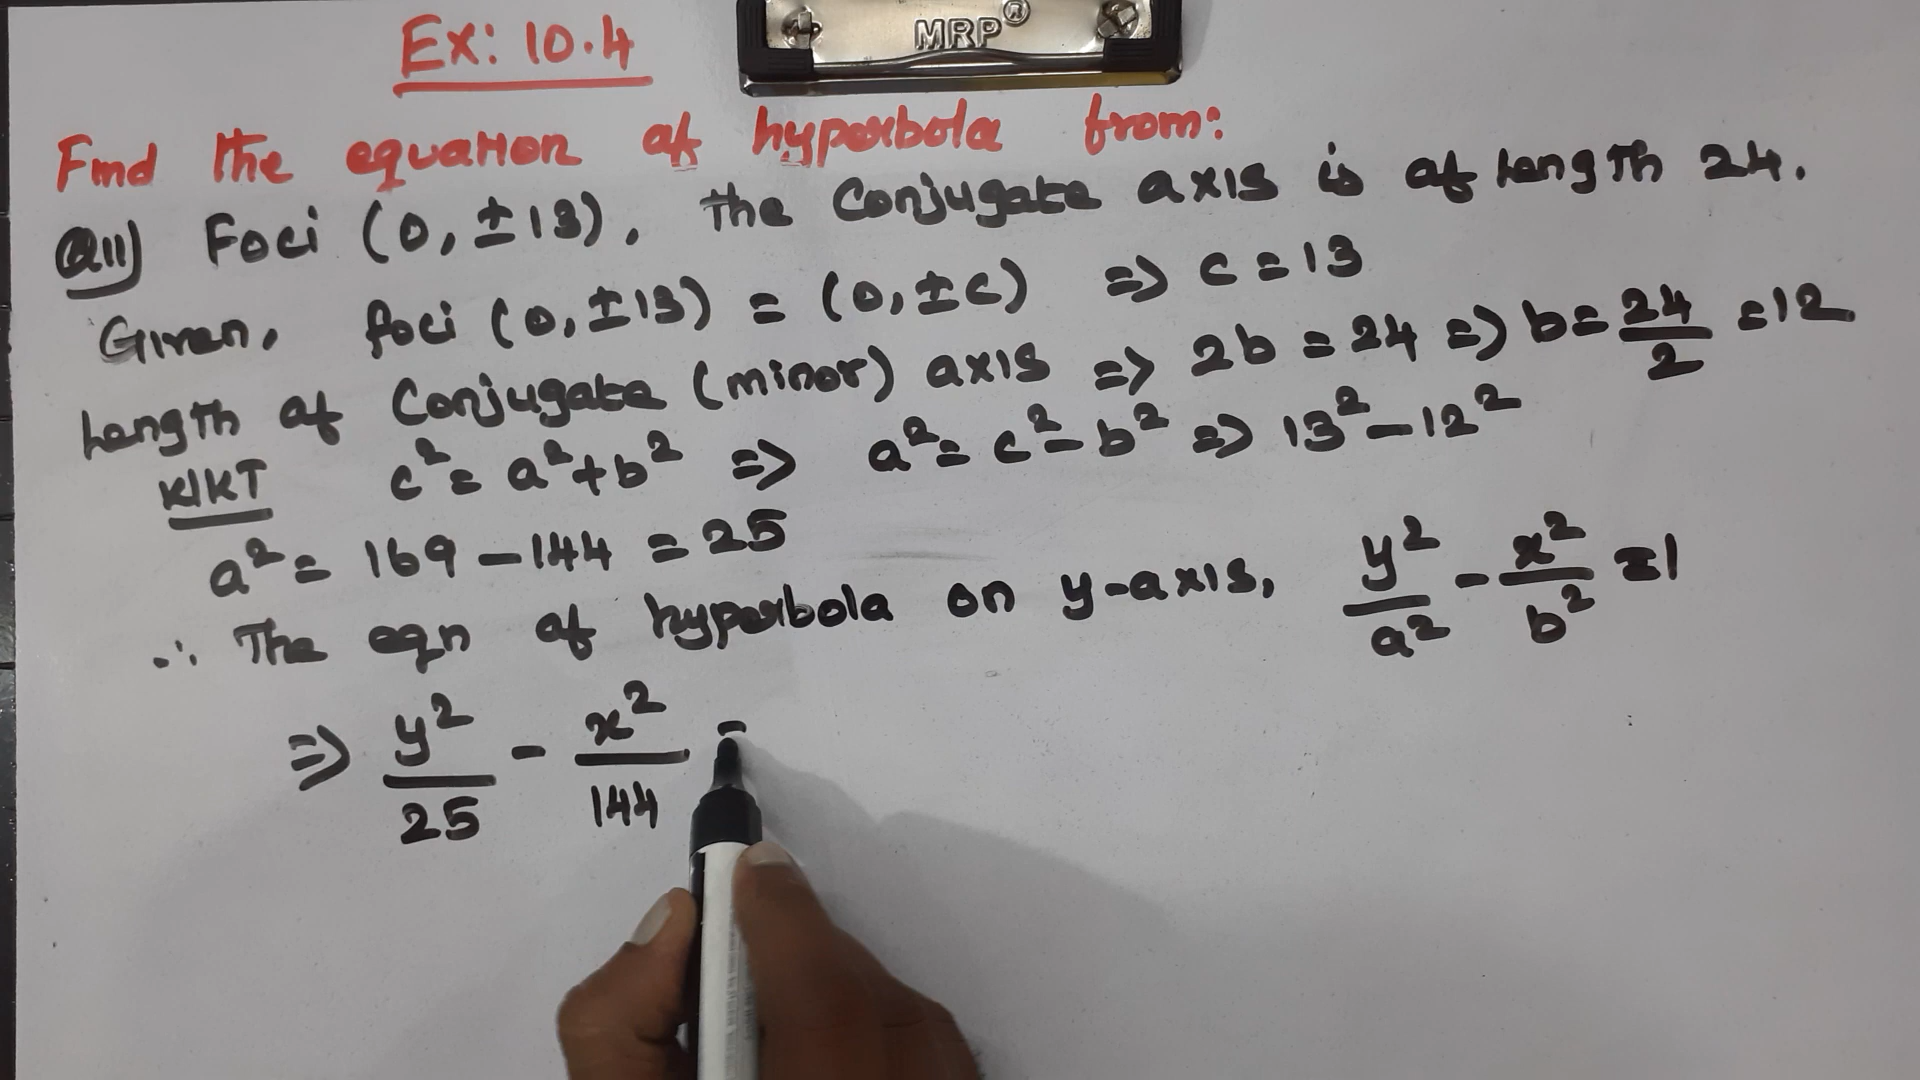 MRP®
Ex: 10.4
Find the equation of hyperbola from:
Q11) Foci (0, ±13), The Conjugate axis is of length 24.
Given, foci (0, ±13) = (0, ±c) => c = 13
Length of Conjugate (minor) axis => 2b = 24 => b = 24/2 = 12
KIKT c² = a² + b² => a² = c² - b² => 13² - 12²
a² = 169 - 144 = 25
∴ The eqn of hyperbola on y-axis, y²/a² - x²/b² = 1
=> y²/25 - x²/144 =